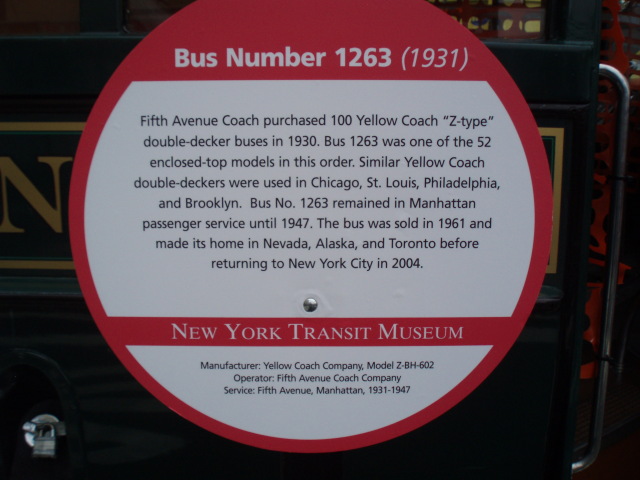 Bus Number 1263 (1931)
Fifth Avenue Coach purchased 100 Yellow Coach "Z-type"
double-decker buses in 1930. Bus 1263 was one of the 52
enclosed-top models in this order. Similar Yellow Coach
double-deckers were used in Chicago, St. Louis, Philadelphia,
and Brooklyn. Bus No. 1263 remained in Manhattan
passenger service until 1947. The bus was sold in 1961 and
made its home in Nevada, Alaska, and Toronto before
returning to New York City in 2004.
N
NEW YORK TRANSIT MUSEUM
Manufacturer: Yellow Coach Company, Model Z-BH-602
Operator: Fifth Avenue Coach Company
Service: Fifth Avenue, Manhattan, 1931-1947